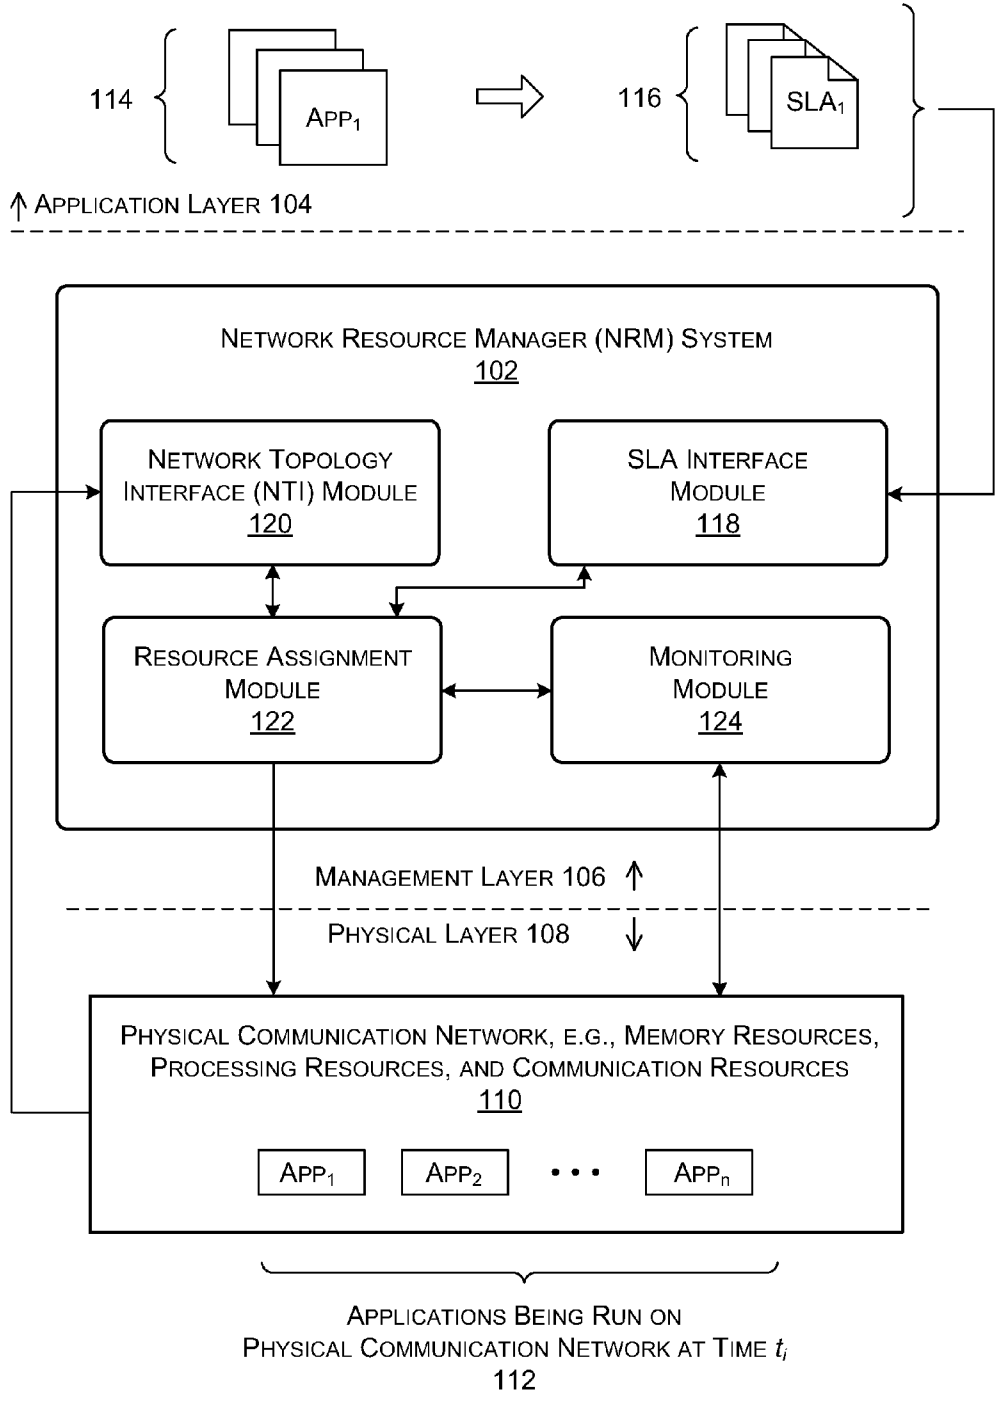 114
APP1
116
SLA1
APPLICATION LAYER 104
NETWORK RESOURCE MANAGER (NRM) SYSTEM
102
NETWORK TOPOLOGY
INTERFACE (NTI) MODULE
120
SLA INTERFACE
MODULE
118
RESOURCE ASSIGNMENT
MODULE
122
MONITORING
MODULE
124
MANAGEMENT LAYER 106
PHYSICAL LAYER 108
PHYSICAL COMMUNICATION NETWORK, E.G., MEMORY RESOURCES,
PROCESSING RESOURCES, AND COMMUNICATION RESOURCES
110
APP1 APP2 • • • APPn
APPLICATIONS BEING RUN ON
PHYSICAL COMMUNICATION NETWORK AT TIME ti
112